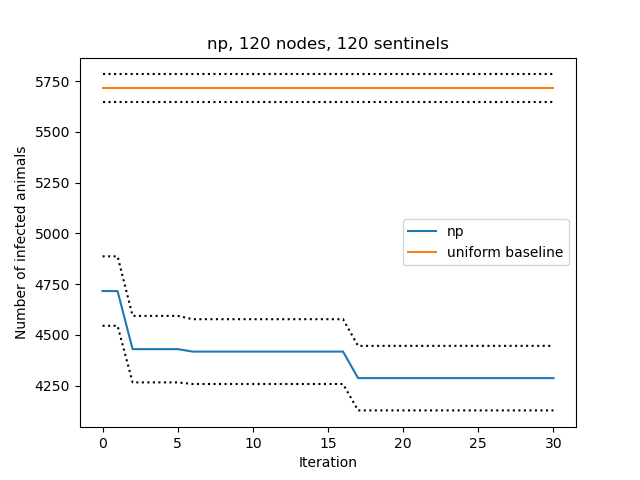 np, 120 nodes, 120 sentinels
Number of infected animals
5750
5500
5250
5000
4750
4500
4250
np
uniform baseline
0 5 10 15 20 25 30
Iteration